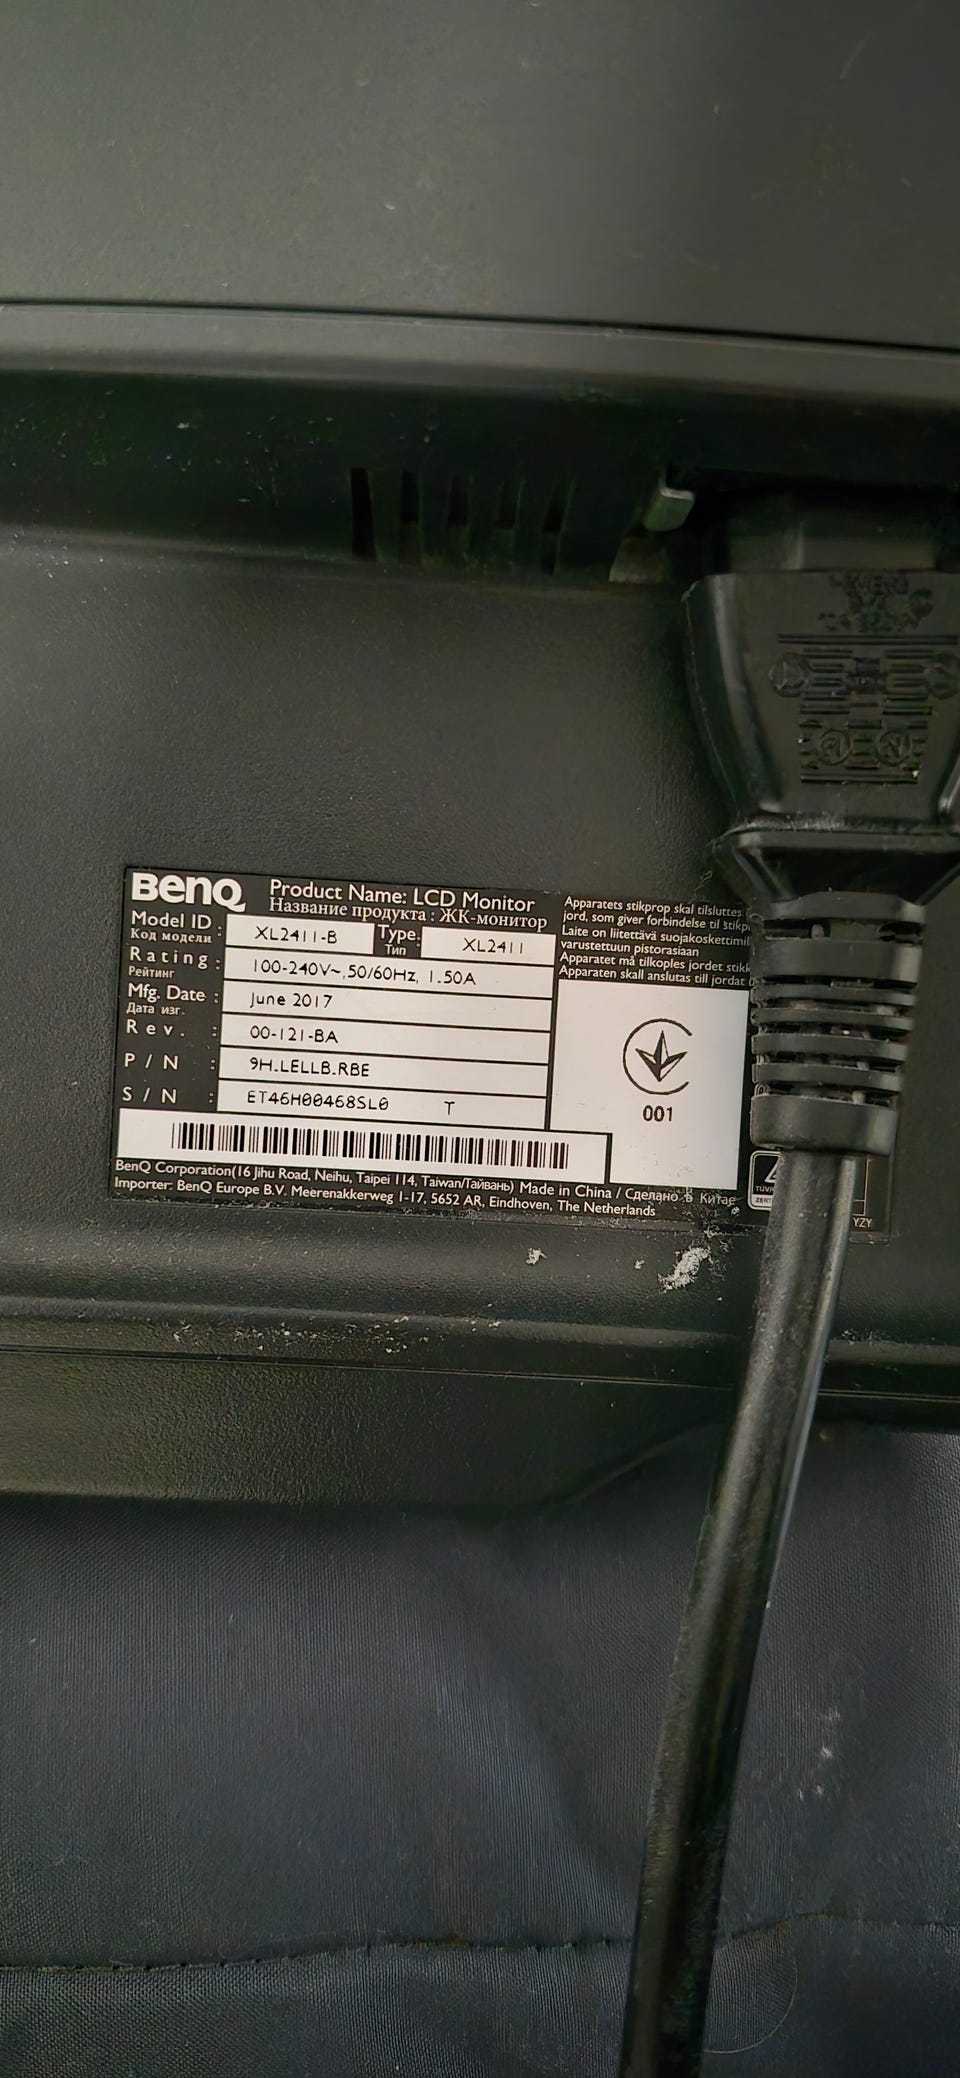 BenQ
Product Name: LCD Monitor
Название продукта : ЖК-монитор
Model ID : XL2411-B Type: XL2411
Код модели Тип
Rating : 100-240V~, 50/60Hz, 1.50A
Рейтинг
Mfg. Date : June 2017
Дата изг.
Rev. : 00-121-BA
P/N : 9H.LELLB.RBE
S/N : ET46H00468SL0 T
BenQ Corporation(16 Jihu Road, Neihu, Taipei 114, Taiwan/Тайвань) Made in China / Сделано в Китае
Importer: BenQ Europe B.V. Meerenakkerweg 1-17, 5652 AR, Eindhoven, The Netherlands
Apparatets stikprop skal tilsluttes
jord, som giver forbindelse til
Laite on liitettävä
varustettuun pistorasiaan
Apparatet må tilkoples jordet
Apparaten skall anslutas till jordat
001
YZY